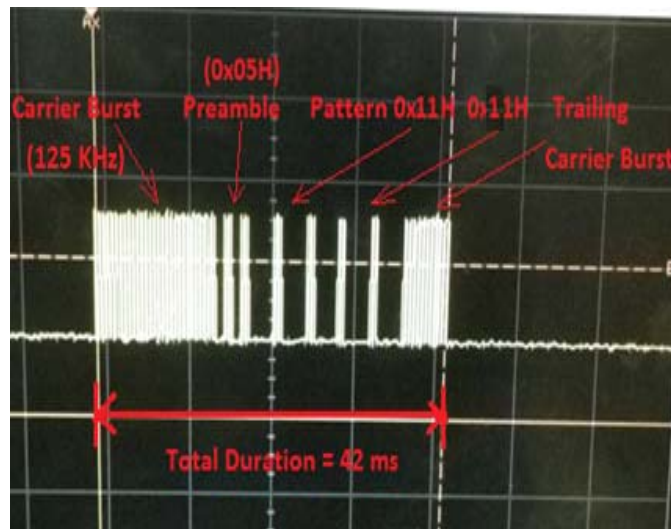 (0x05H)
Carrier Burst Preamble Pattern 0x11H 0x11H Trailing
(125 KHz) Carrier Burst
Total Duration = 42 ms